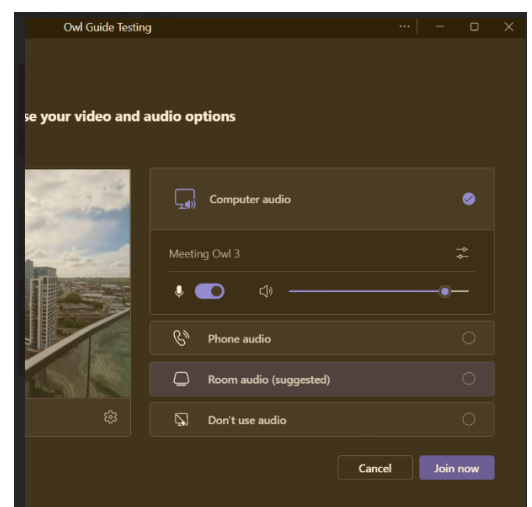 Owl Guide Testing
se your video and audio options
Computer audio
Meeting Owl 3
Phone audio
Room audio (suggested)
Don't use audio
Cancel
Join now